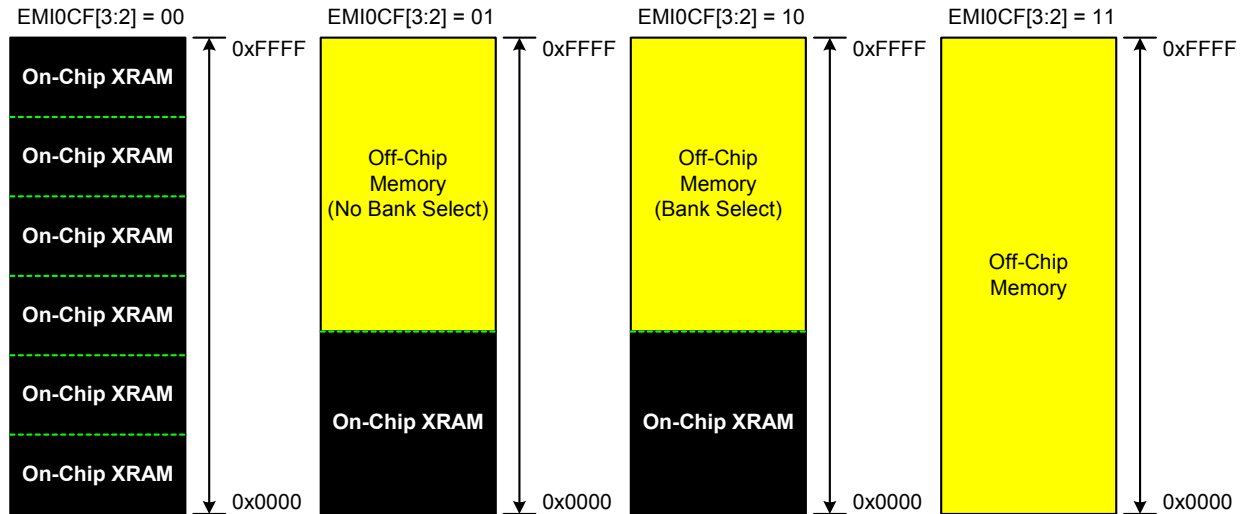 EMI0CF[3:2] = 00
EMI0CF[3:2] = 01
EMI0CF[3:2] = 10
EMI0CF[3:2] = 11
On-Chip XRAM
On-Chip XRAM
On-Chip XRAM
On-Chip XRAM
On-Chip XRAM
On-Chip XRAM
0xFFFF
0x0000
Off-Chip
Memory
(No Bank Select)
On-Chip XRAM
0xFFFF
0x0000
Off-Chip
Memory
(Bank Select)
On-Chip XRAM
0xFFFF
0x0000
Off-Chip
Memory
0xFFFF
0x0000